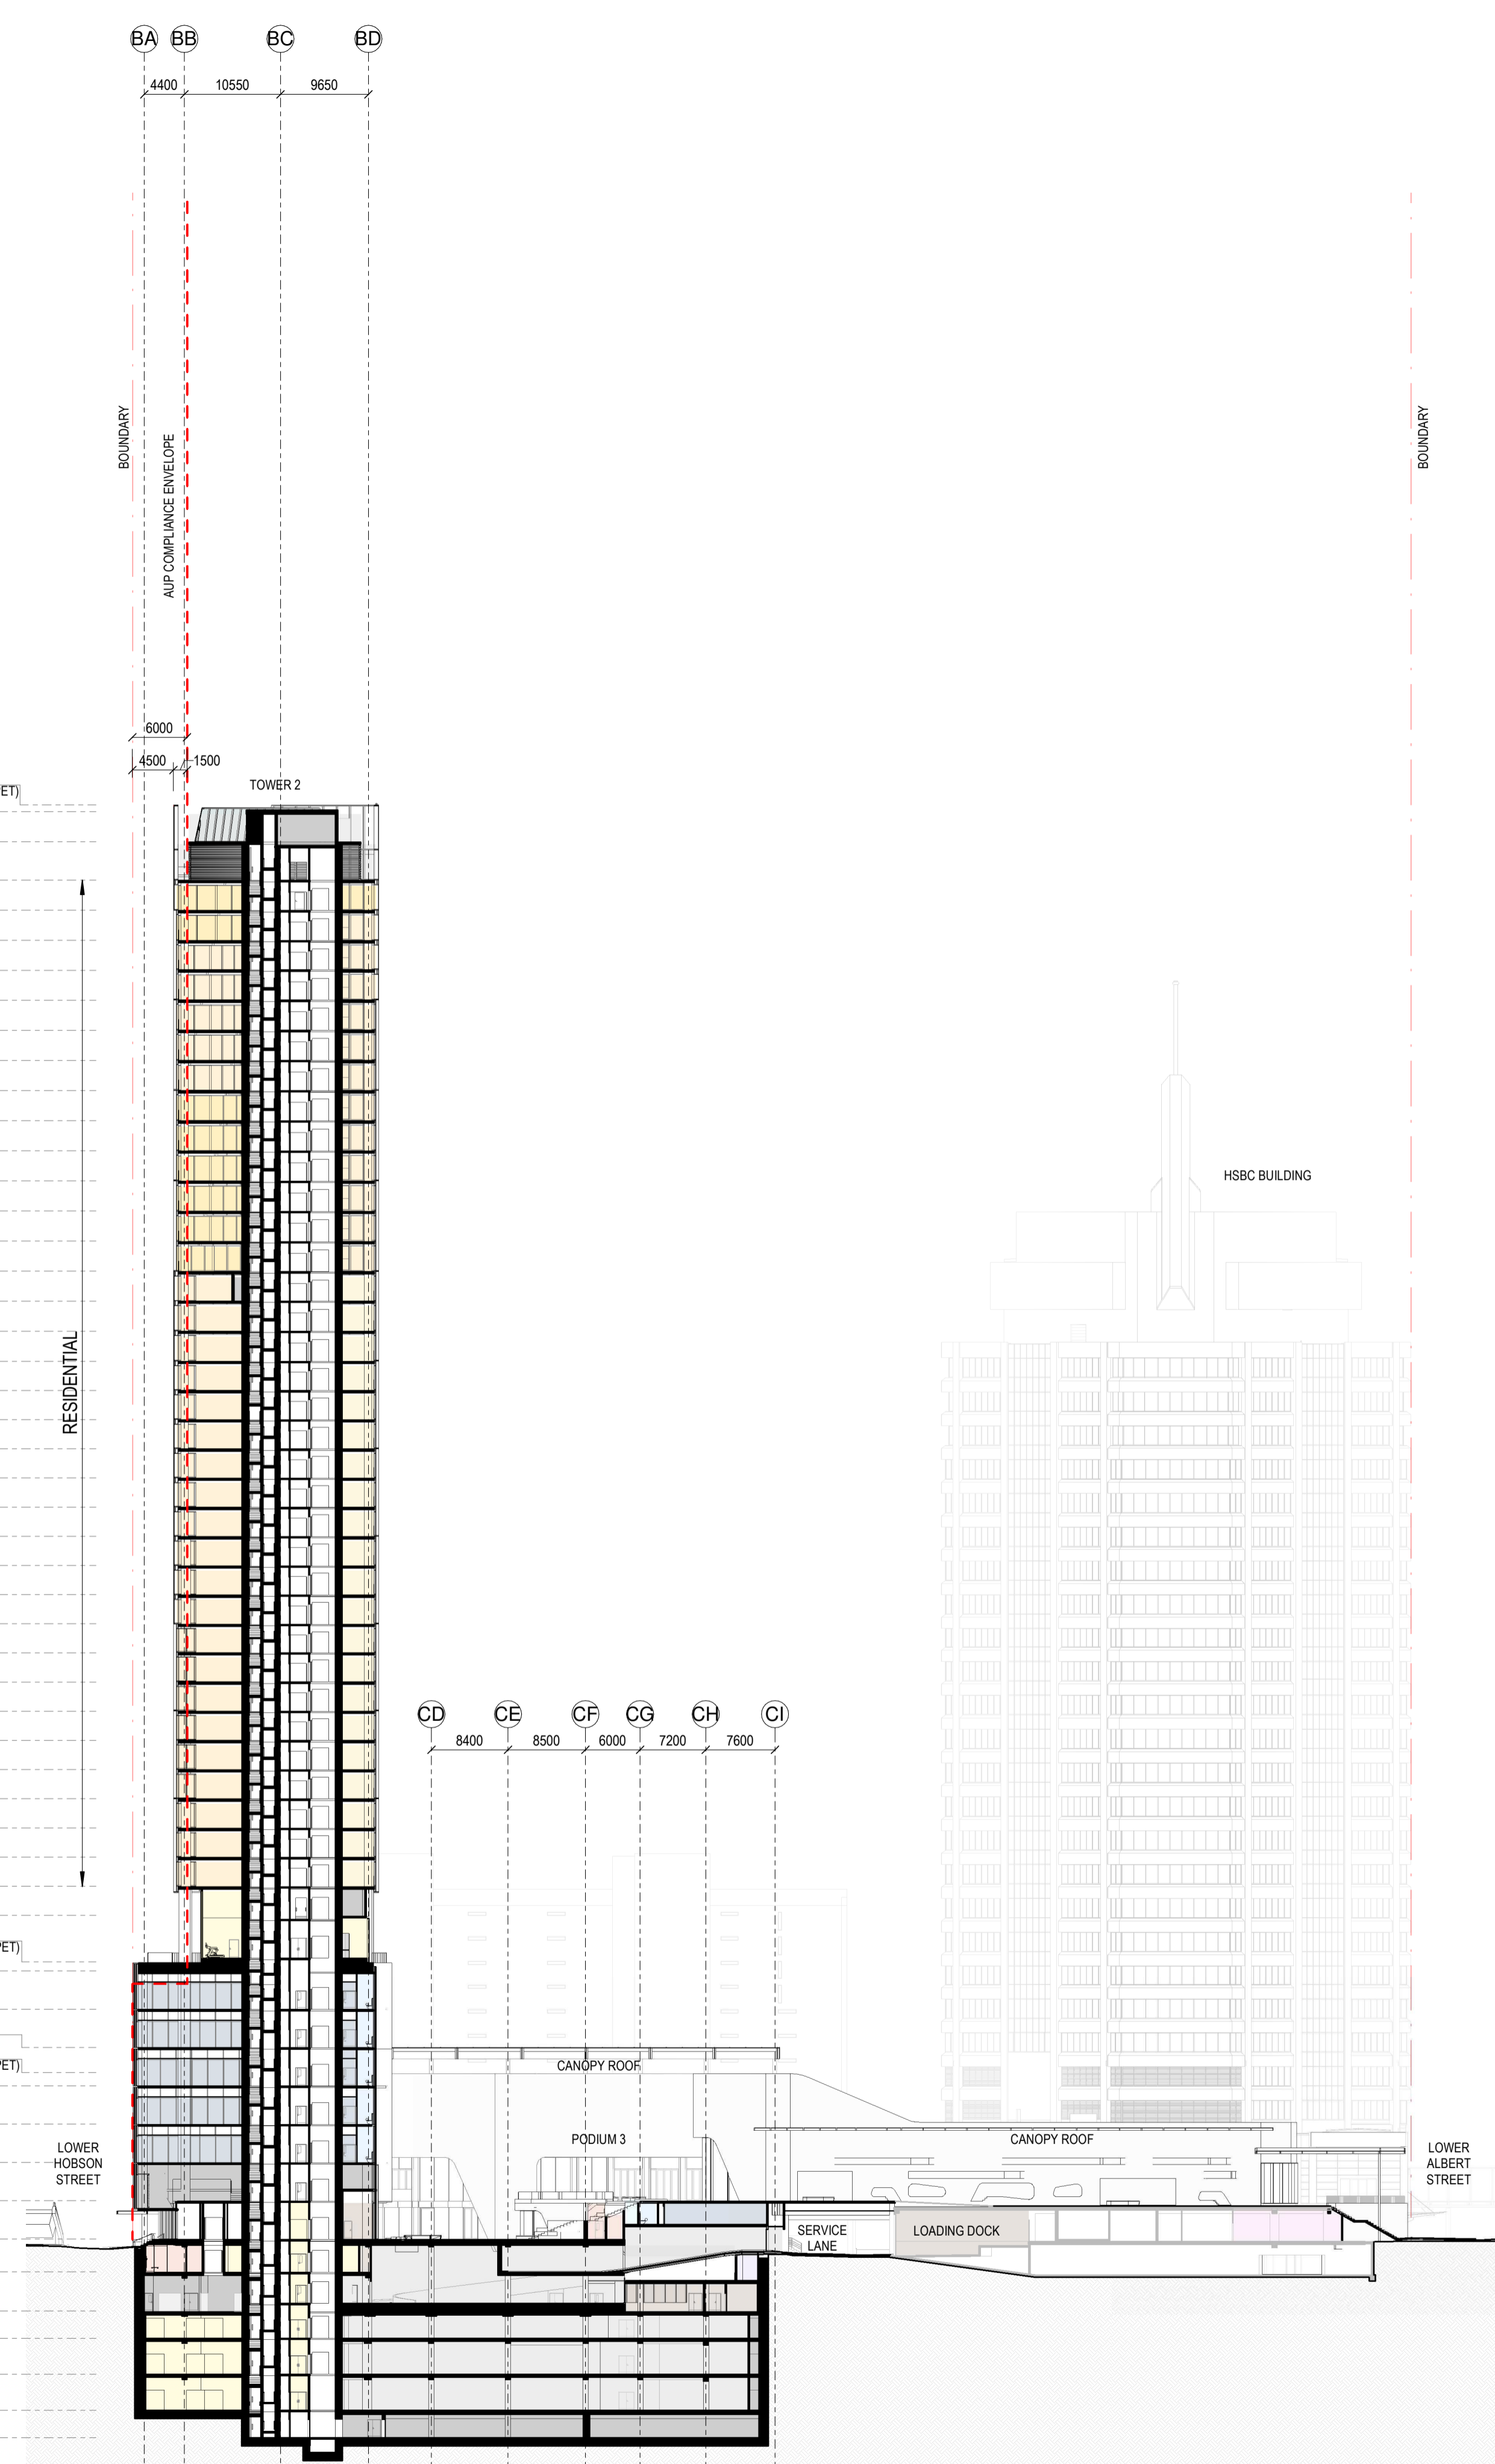 BA BB BC BD
4400 10550 9650
BOUNDARY
AUP COMPLIANCE ENVELOPE
BOUNDARY
6000
4500 1500
TOWER 2
ET)
HSBC BUILDING
RESIDENTIAL
CD CE CF CG CH CI
8400 8500 6000 7200 7600
PET)
PET)
CANOPY ROOF
PODIUM 3
CANOPY ROOF
LOWER
HOBSON
STREET
LOWER
ALBERT
STREET
SERVICE
LANE
LOADING DOCK